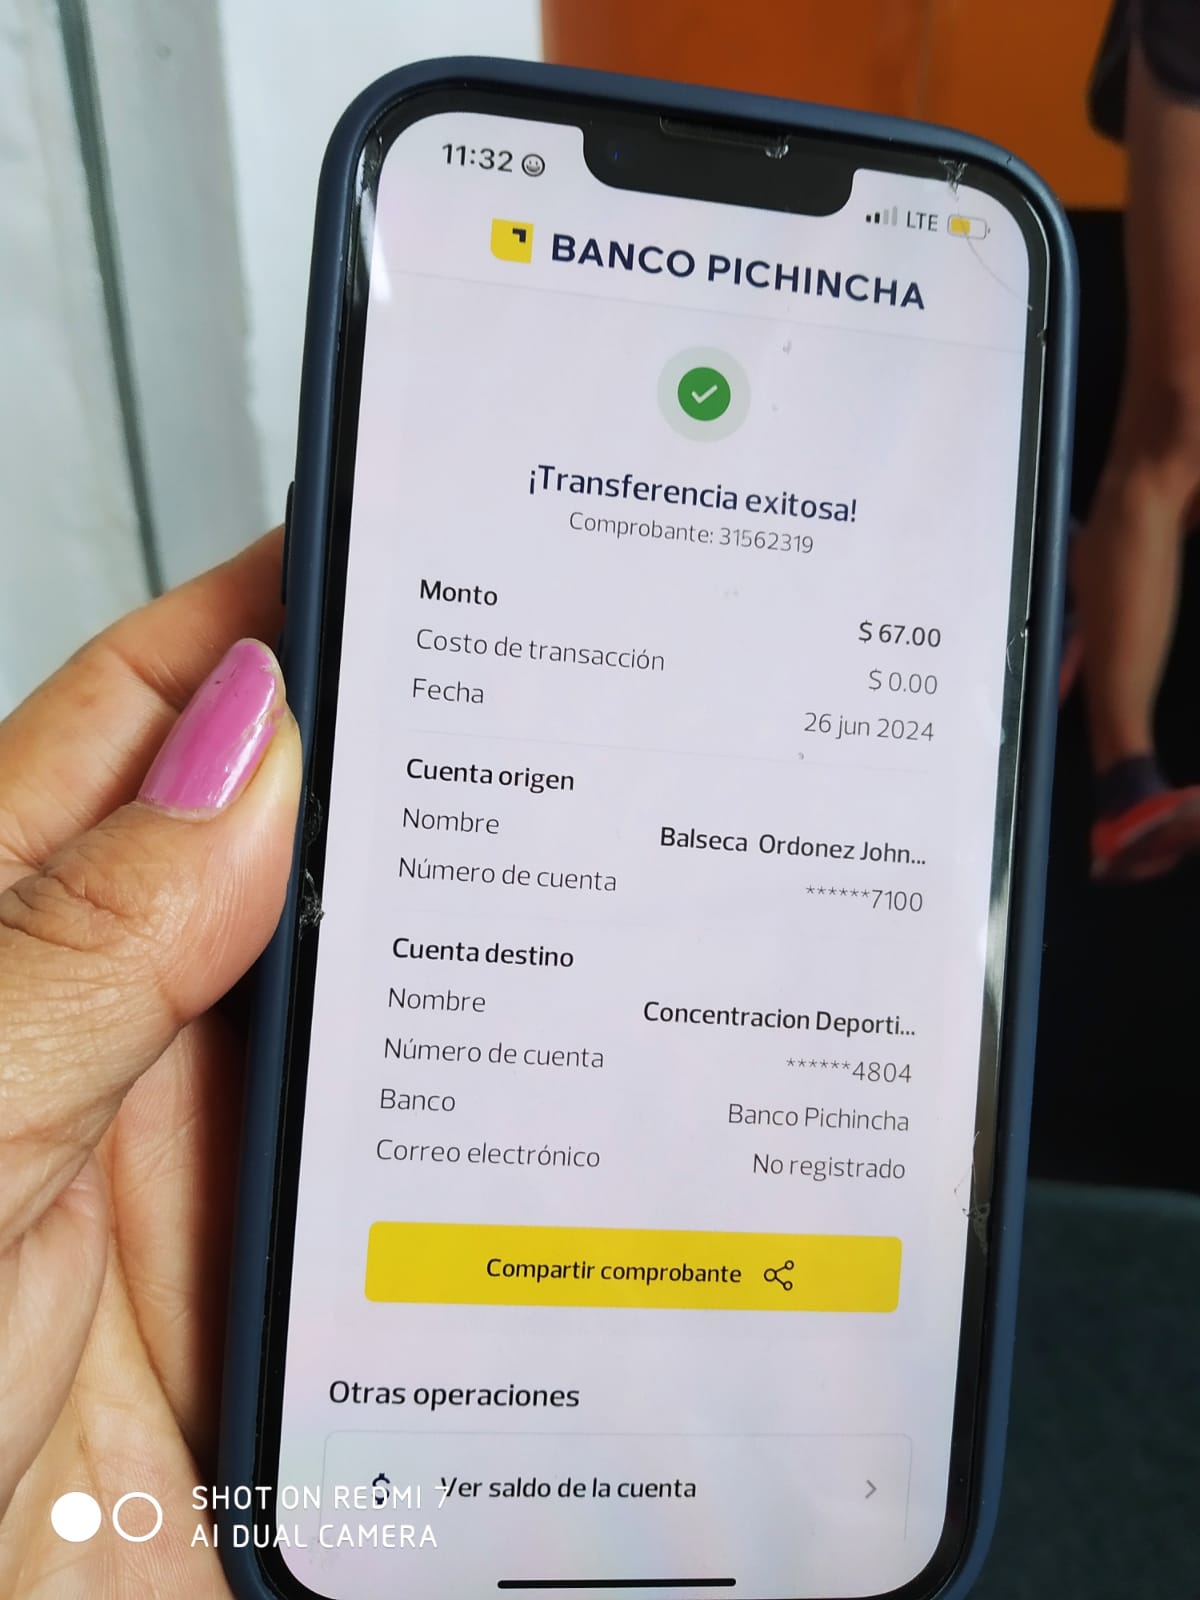 11:32
LTE
BANCO PICHINCHA
¡Transferencia exitosa!
Comprobante: 31562319
Monto $ 67.00
Costo de transacción $ 0.00
Fecha 26 jun 2024
Cuenta origen
Nombre Balseca Ordonez John...
Número de cuenta ******7100
Cuenta destino
Nombre Concentracion Deporti...
Número de cuenta ******4804
Banco Banco Pichincha
Correo electrónico No registrado
Compartir comprobante
Otras operaciones
$ Ver saldo de la cuenta
SHOT ON REDMI 7
AI DUAL CAMERA